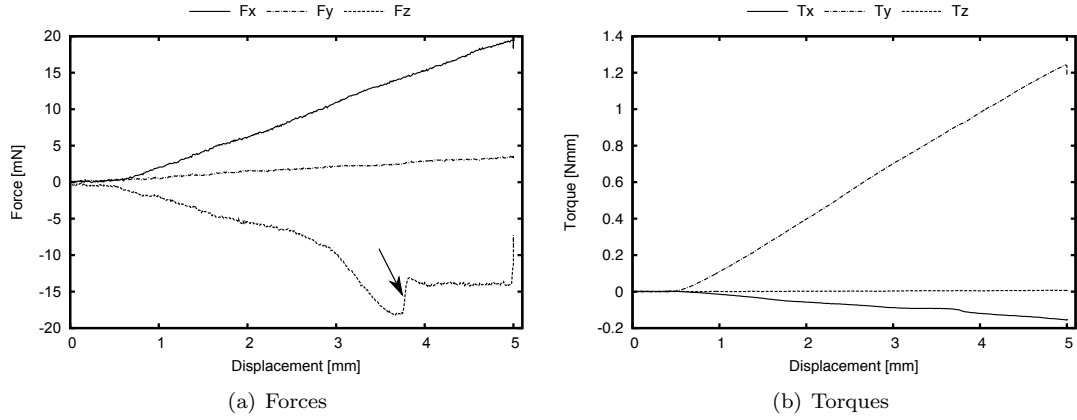 Fx Fy Fz
20
15
10
5
0
-5
-10
-15
-20
Force [mN]
0 1 2 3 4 5
Displacement [mm]
(a) Forces
Tx Ty Tz
1.4
1.2
1
0.8
0.6
0.4
0.2
0
-0.2
Torque [Nmm]
0 1 2 3 4 5
Displacement [mm]
(b) Torques